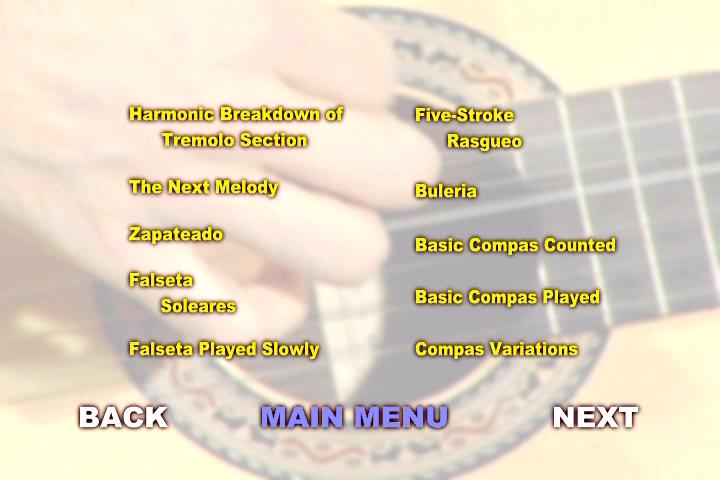 Harmonic Breakdown of
Tremolo Section
The Next Melody
Zapateado
Falseta
Soleares
Falseta Played Slowly
Five-Stroke
Rasgueo
Buleria
Basic Compas Counted
Basic Compas Played
Compas Variations
BACK
MAIN MENU
NEXT